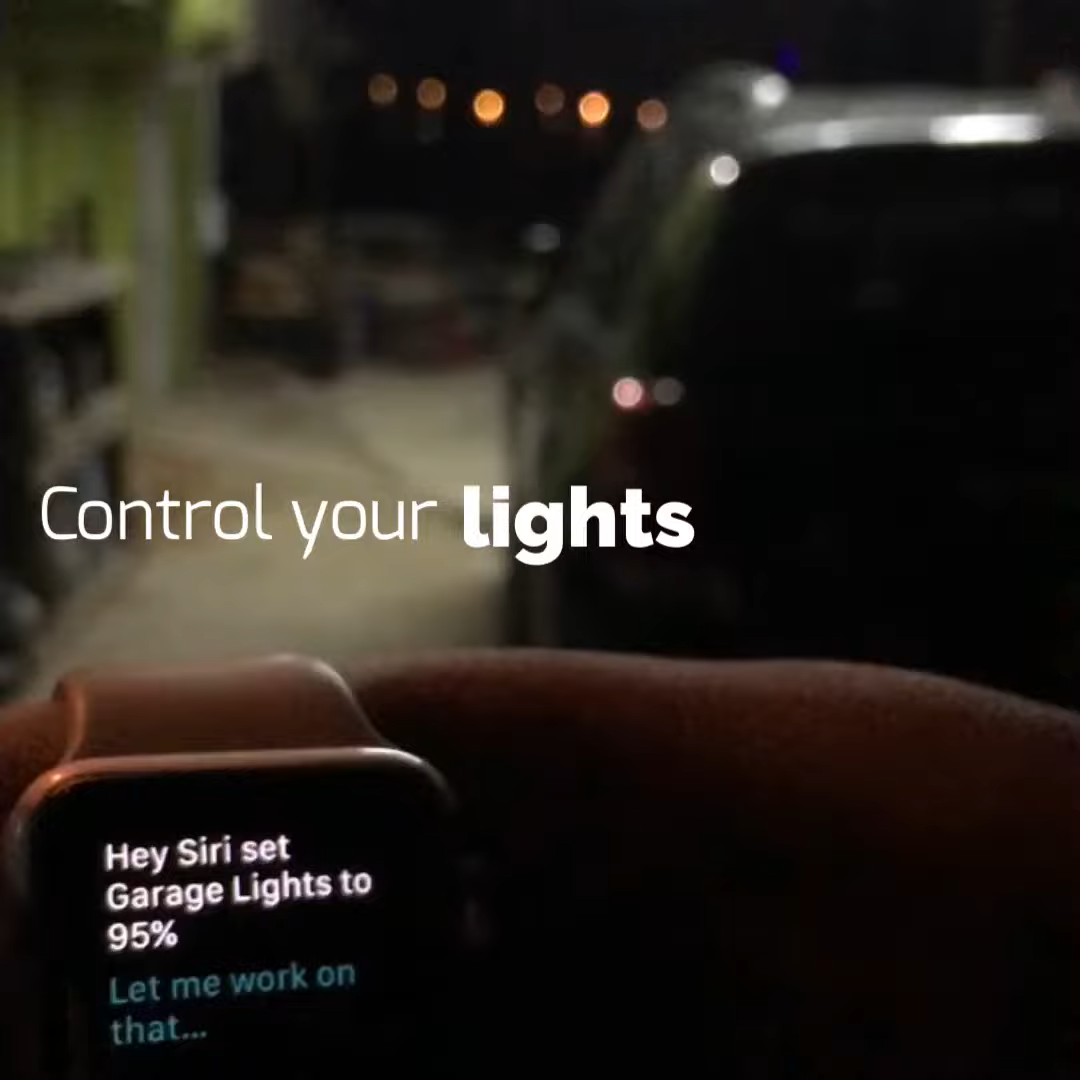 Control your lights
Hey Siri set
Garage Lights to
95%
Let me work on
that...